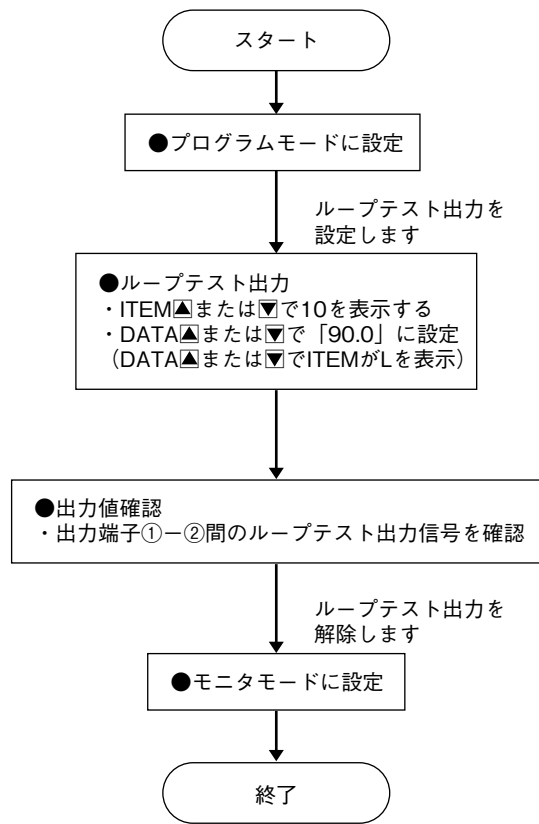 スタート
●プログラムモードに設定
ループテスト出力を
設定します
●ループテスト出力
・ITEM▲または▼で10を表示する
・DATA▲または▼で「90.0」に設定
（DATA▲または▼でITEMがLを表示）
●出力値確認
・出力端子①－②間のループテスト出力信号を確認
ループテスト出力を
解除します
●モニタモードに設定
終了